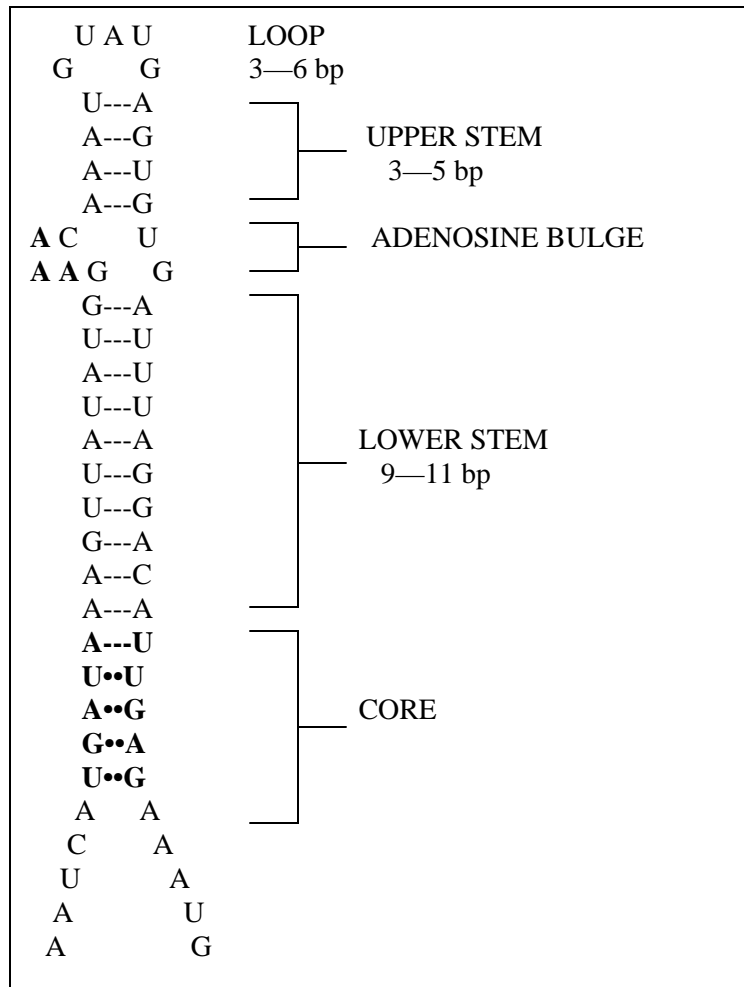 U A U LOOP
G G 3—6 bp
U---A
A---G UPPER STEM
A---U 3—5 bp
A---G
A C U ADENOSINE BULGE
A A G G
G---A
U---U
A---U
U---U
A---A LOWER STEM
U---G 9—11 bp
U---G
G---A
A---C
A---A
A---U
U••U
A••G CORE
G••A
U••G
A A
C A
U A
A U
A G